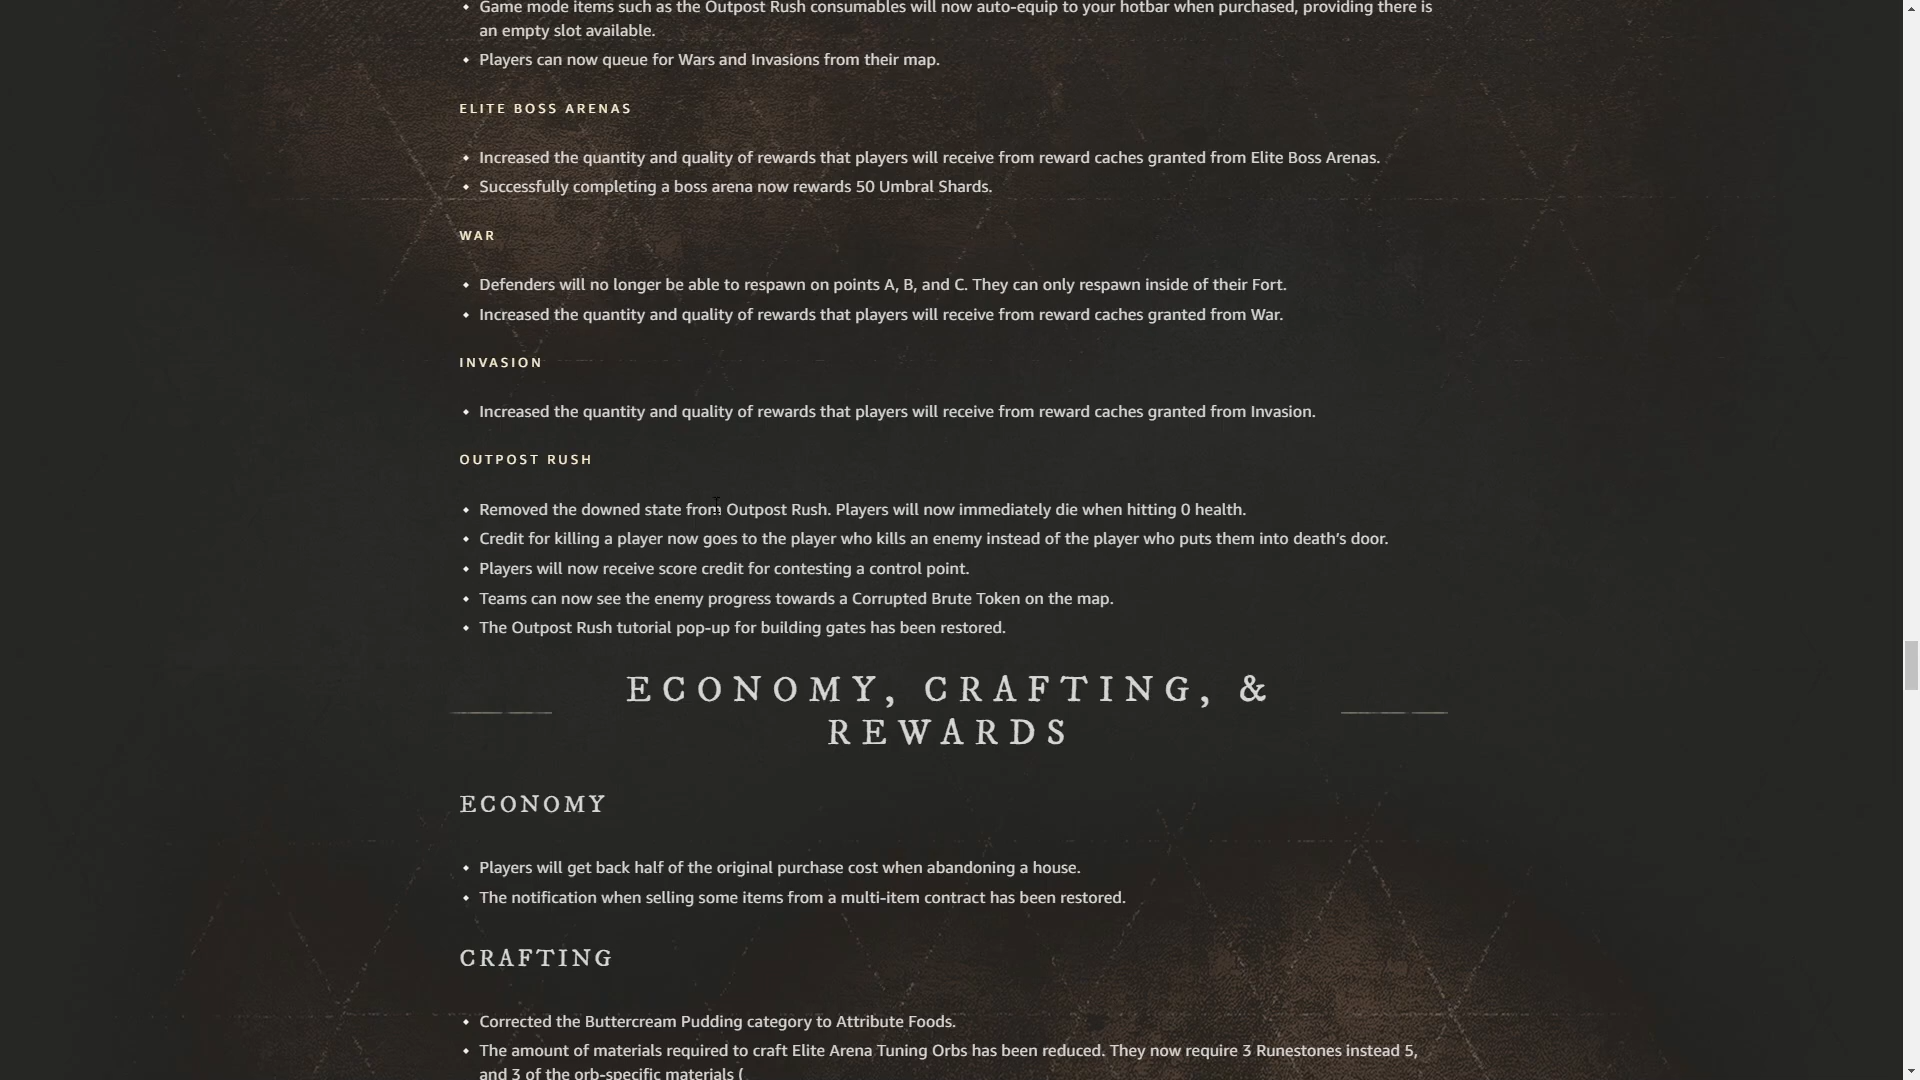 Game mode items such as the Outpost Rush consumables will now auto-equip to your hotbar when purchased, providing there is
an empty slot available.
Players can now queue for Wars and Invasions from their map.
ELITE BOSS ARENAS
Increased the quantity and quality of rewards that players will receive from reward caches granted from Elite Boss Arenas.
Successfully completing a boss arena now rewards 50 Umbral Shards.
WAR
Defenders will no longer be able to respawn on points A, B, and C. They can only respawn inside of their Fort.
Increased the quantity and quality of rewards that players will receive from reward caches granted from War.
INVASION
Increased the quantity and quality of rewards that players will receive from reward caches granted from Invasion.
OUTPOST RUSH
Removed the downed state from Outpost Rush. Players will now immediately die when hitting 0 health.
Credit for killing a player now goes to the player who kills an enemy instead of the player who puts them into death’s door.
Players will now receive score credit for contesting a control point.
Teams can now see the enemy progress towards a Corrupted Brute Token on the map.
The Outpost Rush tutorial pop-up for building gates has been restored.
ECONOMY, CRAFTING, &
REWARDS
ECONOMY
Players will get back half of the original purchase cost when abandoning a house.
The notification when selling some items from a multi-item contract has been restored.
CRAFTING
Corrected the Buttercream Pudding category to Attribute Foods.
The amount of materials required to craft Elite Arena Tuning Orbs has been reduced. They now require 3 Runestones instead 5,
and 3 of the orb-specific materials (